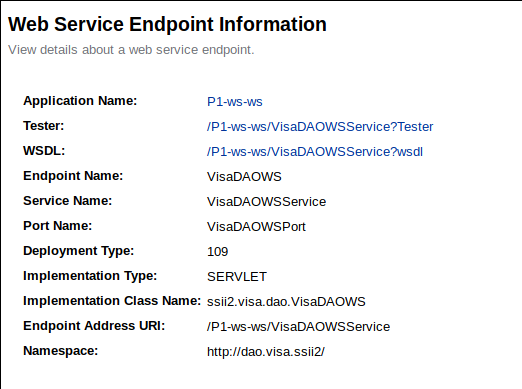 Web Service Endpoint Information
View details about a web service endpoint.
Application Name: P1-ws-ws
Tester: /P1-ws-ws/VisaDAOWSService?Tester
WSDL: /P1-ws-ws/VisaDAOWSService?wsdl
Endpoint Name: VisaDAOWS
Service Name: VisaDAOWSService
Port Name: VisaDAOWSPort
Deployment Type: 109
Implementation Type: SERVLET
Implementation Class Name: ssii2.visa.dao.VisaDAOWS
Endpoint Address URI: /P1-ws-ws/VisaDAOWSService
Namespace: http://dao.visa.ssii2/